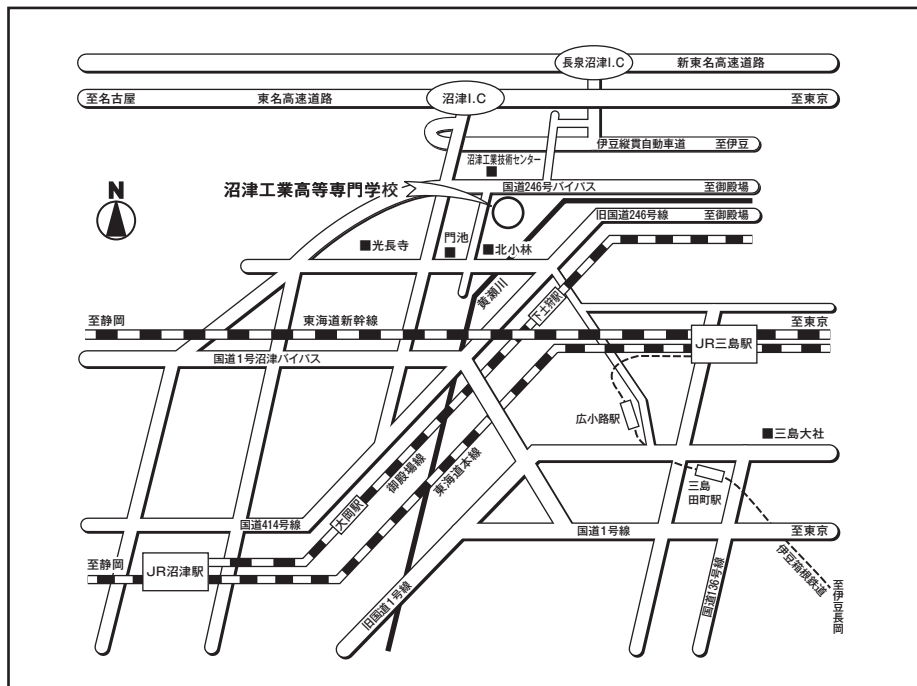 長泉沼津I.C
新東名高速道路
至名古屋
東名高速道路
沼津I.C
至東京
伊豆縦貫自動車道
至伊豆
沼津工業技術センター
沼津工業高等専門学校
国道246号バイパス
至御殿場
N
旧国道246号線
至御殿場
■光長寺
門池
■北小林
黄瀬川
下土狩駅
至静岡
東海道新幹線
至東京
JR三島駅
国道1号沼津バイパス
広小路駅
■三島大社
御殿場線
東海道本線
三島
田町駅
大岡駅
国道414号線
国道1号線
至東京
至静岡
JR沼津駅
旧国道1号線
国道136号線
伊豆箱根鉄道
至伊豆長岡